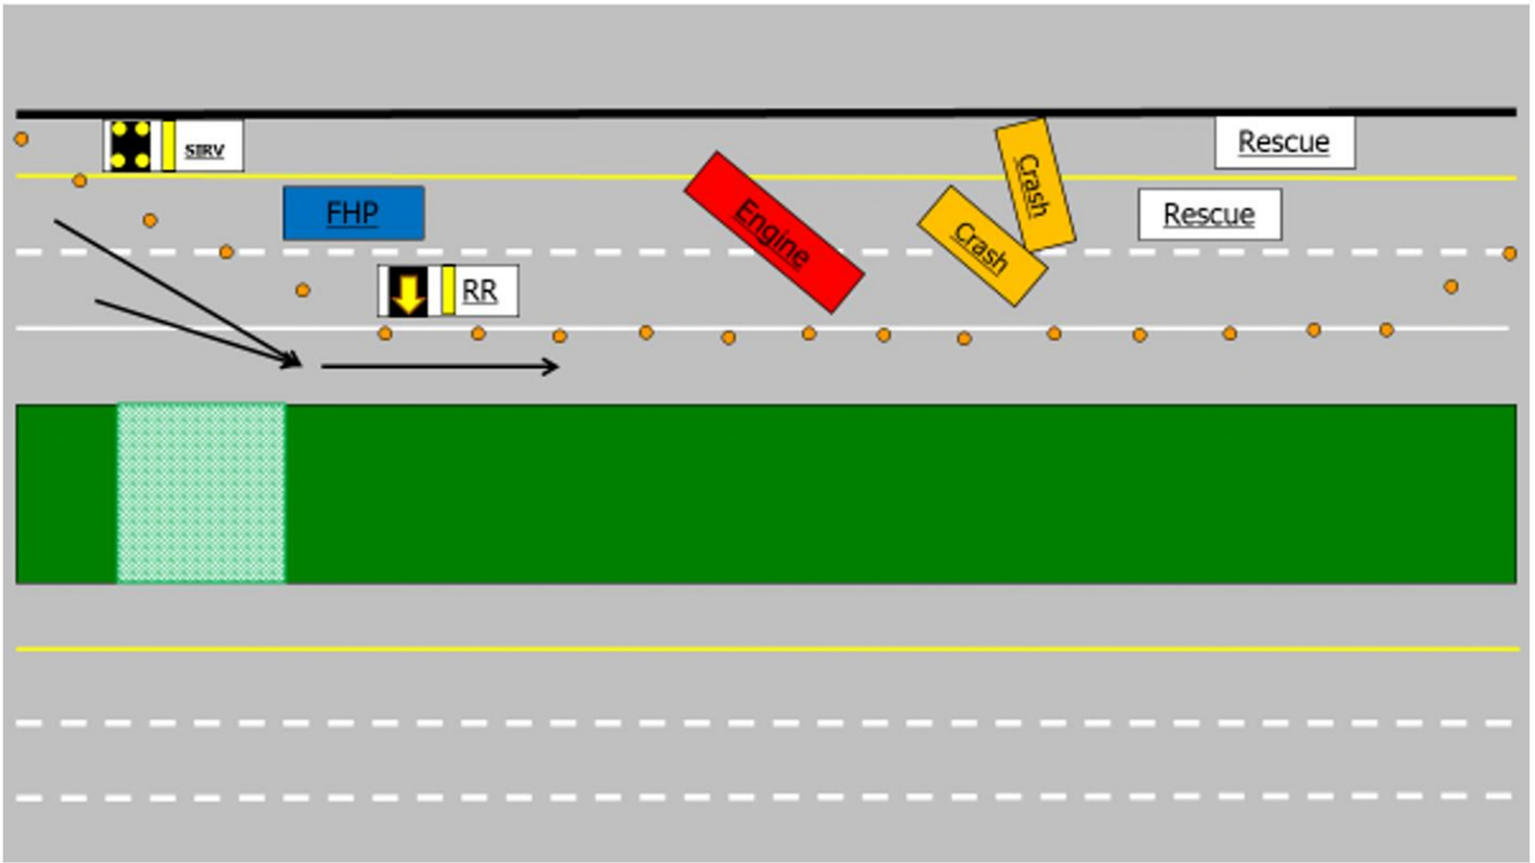 SIRV
Rescue
FHP
Rescue
Engine
Crash
Crash
RR